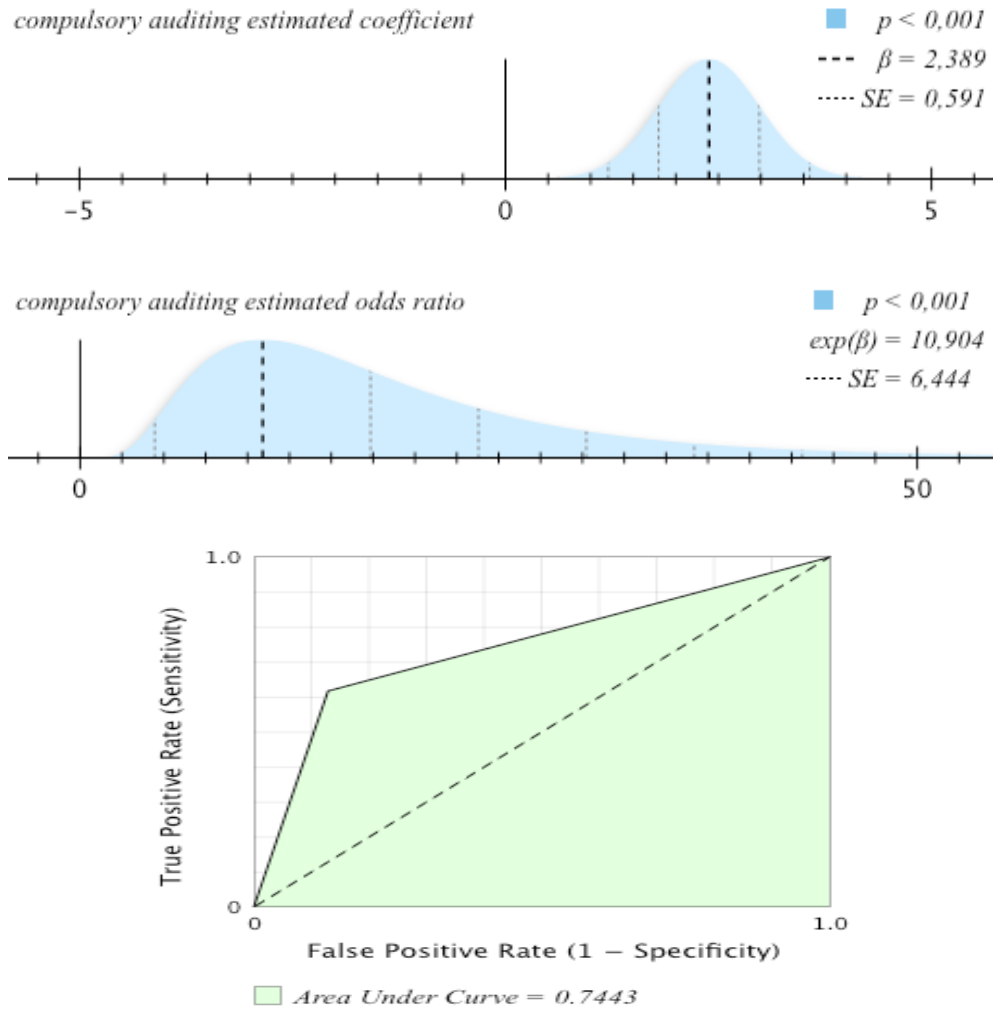 compulsory auditing estimated coefficient
p < 0,001
β = 2,389
SE = 0,591
-5 0 5
compulsory auditing estimated odds ratio
p < 0,001
exp(β) = 10,904
SE = 6,444
0 50
1.0
True Positive Rate (Sensitivity)
0
0 1.0
False Positive Rate (1 – Specificity)
Area Under Curve = 0.7443